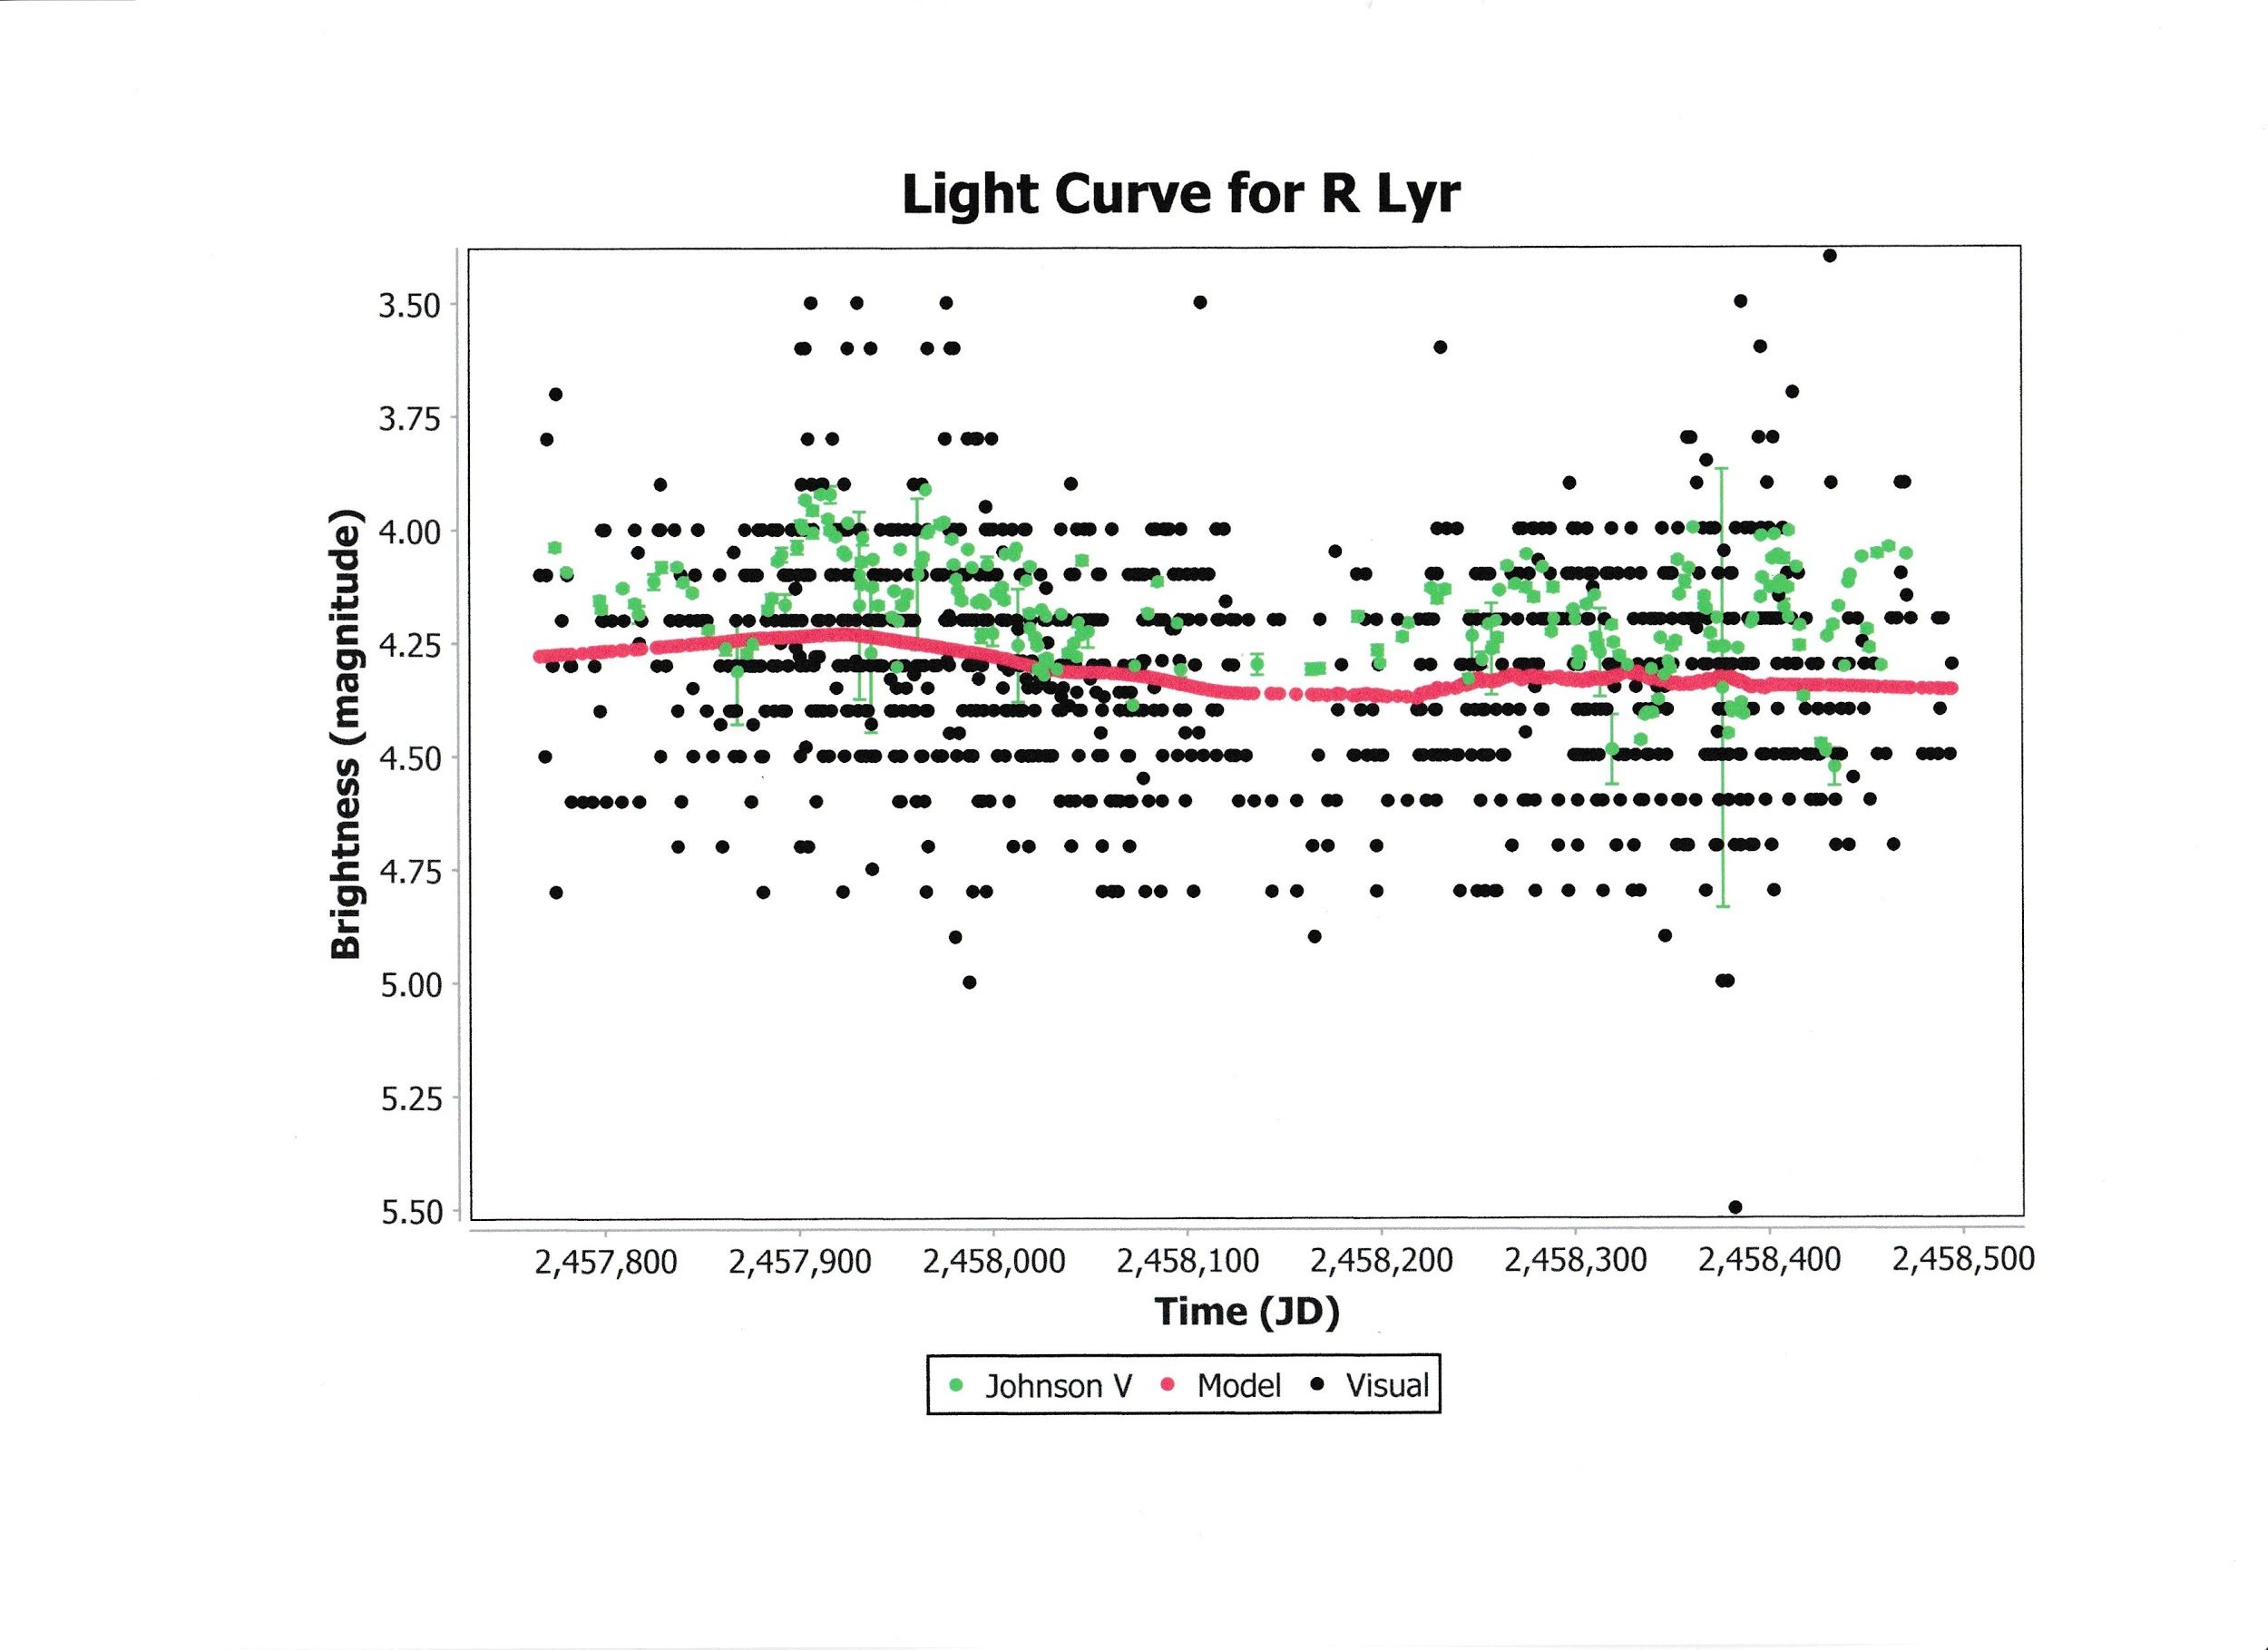 Light Curve for R Lyr
Brightness (magnitude)
3.50
3.75
4.00
4.25
4.50
4.75
5.00
5.25
5.50
2,457,800 2,457,900 2,458,000 2,458,100 2,458,200 2,458,300 2,458,400 2,458,500
Time (JD)
Johnson V Model Visual